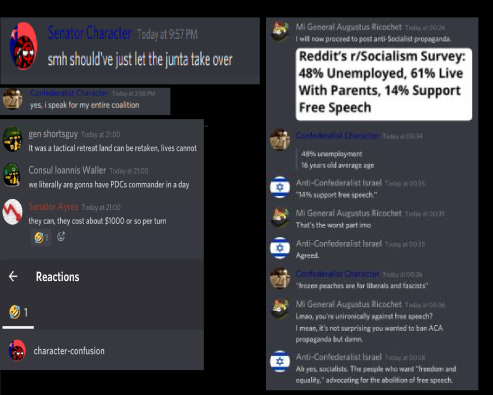 Senator Character Today at 9:57 PM
smh should've just let the junta take over
Confederalist Character Today at 2:58 PM
yes, i speak for my entire coalition
gen shortsguy Today at 21:00
It was a tactical retreat land can be retaken, lives cannot
Consul Ioannis Waller Today at 21:00
we literally are gonna have PDCs commander in a day
Senator Ayres Today at 21:00
they can, they cost about $1000 or so per turn
🤣 1
← Reactions
🤣 1
character-confusion
Mi General Augustus Ricochet Today at 00:26
I will now proceed to post anti-Socialist propaganda.
Reddit's r/Socialism Survey:
48% Unemployed, 61% Live
With Parents, 14% Support
Free Speech
Confederalist Character Today at 00:34
48% unemployment
16 years old average age
Anti-Confederalist Israel Today at 00:35
"14% support free speech."
Mi General Augustus Ricochet Today at 00:35
That's the worst part imo
Anti-Confederalist Israel Today at 00:35
Agreed.
Confederalist Character Today at 00:36
"frozen peaches are for liberals and fascists"
Mi General Augustus Ricochet Today at 00:36
Lmao, you're unironically against free speech?
I mean, it's not surprising you wanted to ban ACA
propaganda but damn.
Anti-Confederalist Israel Today at 00:38
Ah yes, socialists. The people who want "freedom and
equality," advocating for the abolition of free speech.